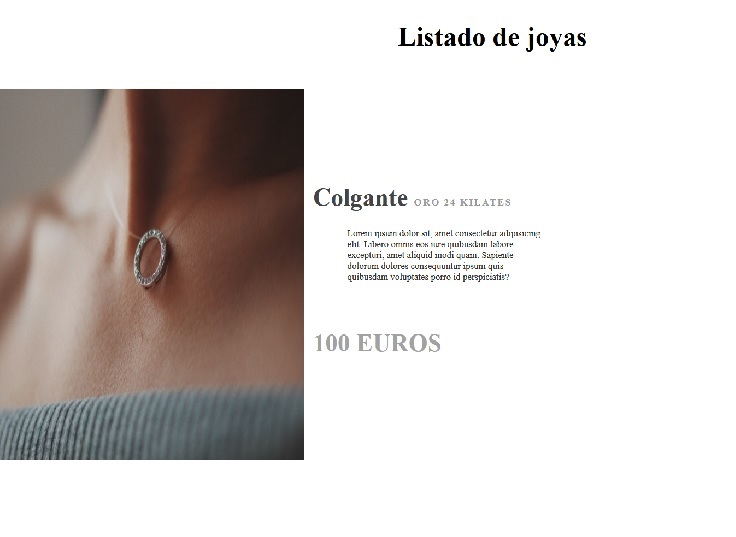 Listado de joyas
Colgante ORO 24 KILATES
Lorem ipsum dolor sit, amet consectetur adipisicing
elit. Libero omnis eos iure quibusdam labore
excepturi, amet aliquid modi quam. Sapiente
dolorum dolores consequuntur ipsum quis
quibusdam voluptates porro id perspiciatis?
100 EUROS